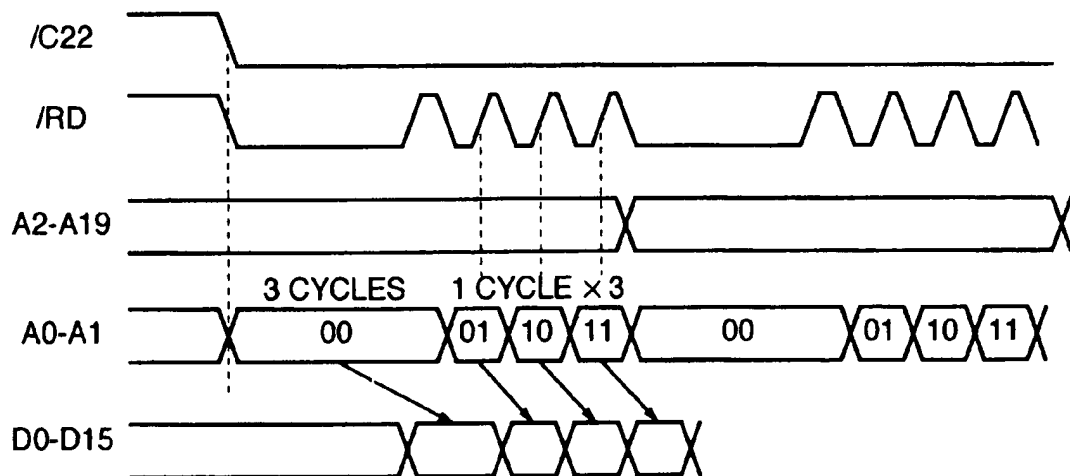 /C22
/RD
A2-A19
3 CYCLES 1 CYCLE × 3
A0-A1 00 01 10 11 00 01 10 11
D0-D15